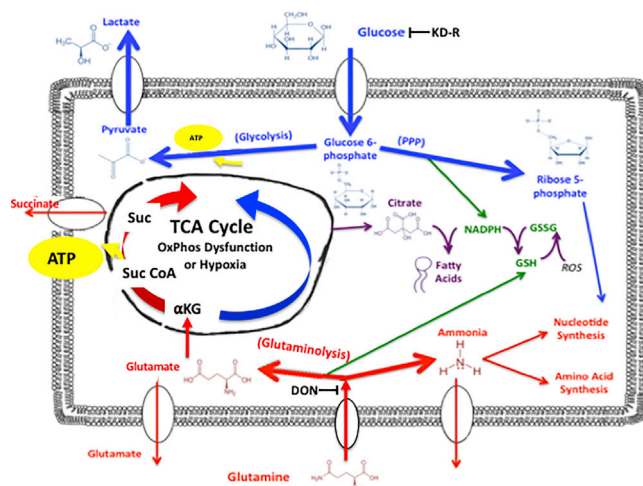 Lactate
Glucose
KD-R
Pyruvate
ATP
(Glycolysis)
Glucose 6-
phosphate
(PPP)
Ribose 5-
phosphate
Succinate
Suc
TCA Cycle
OxPhos Dysfunction
or Hypoxia
Citrate
NADPH
GSSG
ATP
Suc CoA
Fatty
Acids
GSH
ROS
αKG
Glutamate
(Glutaminolysis)
Ammonia
Nucleotide
Synthesis
DON
Amino Acid
Synthesis
Glutamate
Glutamine